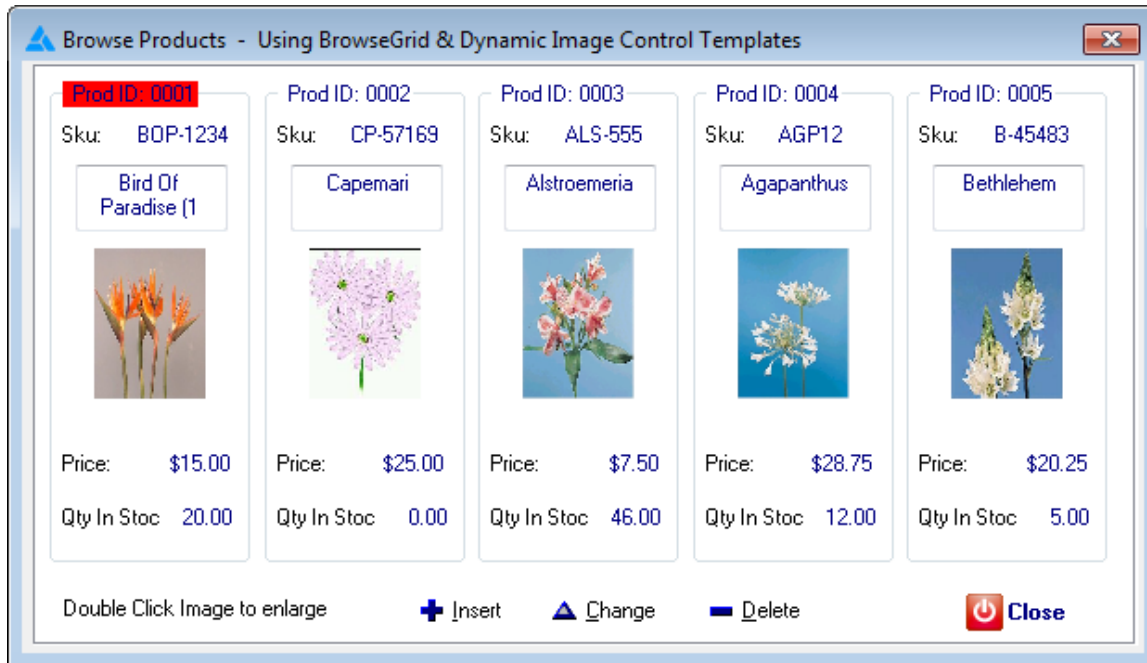 Browse Products - Using BrowseGrid & Dynamic Image Control Templates
Prod ID: 0001 Prod ID: 0002 Prod ID: 0003 Prod ID: 0004 Prod ID: 0005
Sku: BOP-1234 Sku: CP-57169 Sku: ALS-555 Sku: AGP12 Sku: B-45483
Bird Of Capemari Alstroemeria Agapanthus Bethlehem
Paradise (1
Price: $15.00 Price: $25.00 Price: $7.50 Price: $28.75 Price: $20.25
Qty In Stoc 20.00 Qty In Stoc 0.00 Qty In Stoc 46.00 Qty In Stoc 12.00 Qty In Stoc 5.00
Double Click Image to enlarge Insert Change Delete Close